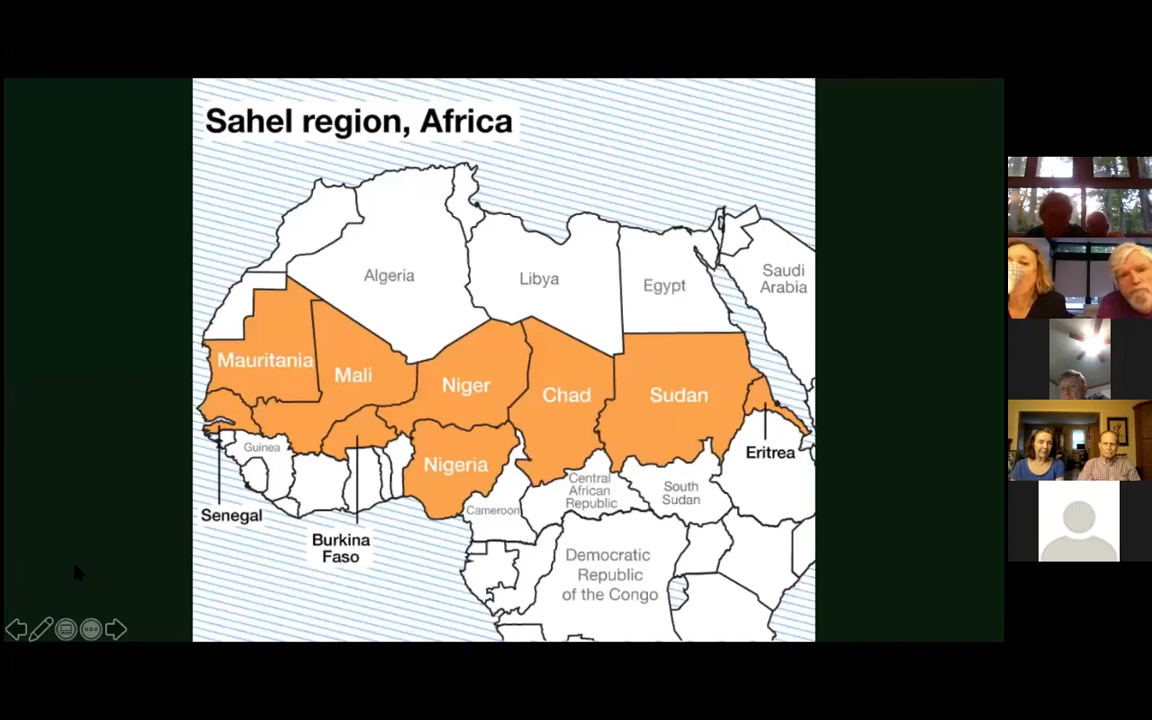 Sahel region, Africa
Algeria
Libya
Egypt
Saudi
Arabia
Mauritania
Mali
Niger
Chad
Sudan
Guinea
Nigeria
Eritrea
Central
African
Republic
South
Sudan
Cameroon
Senegal
Burkina
Faso
Democratic
Republic
of the Congo